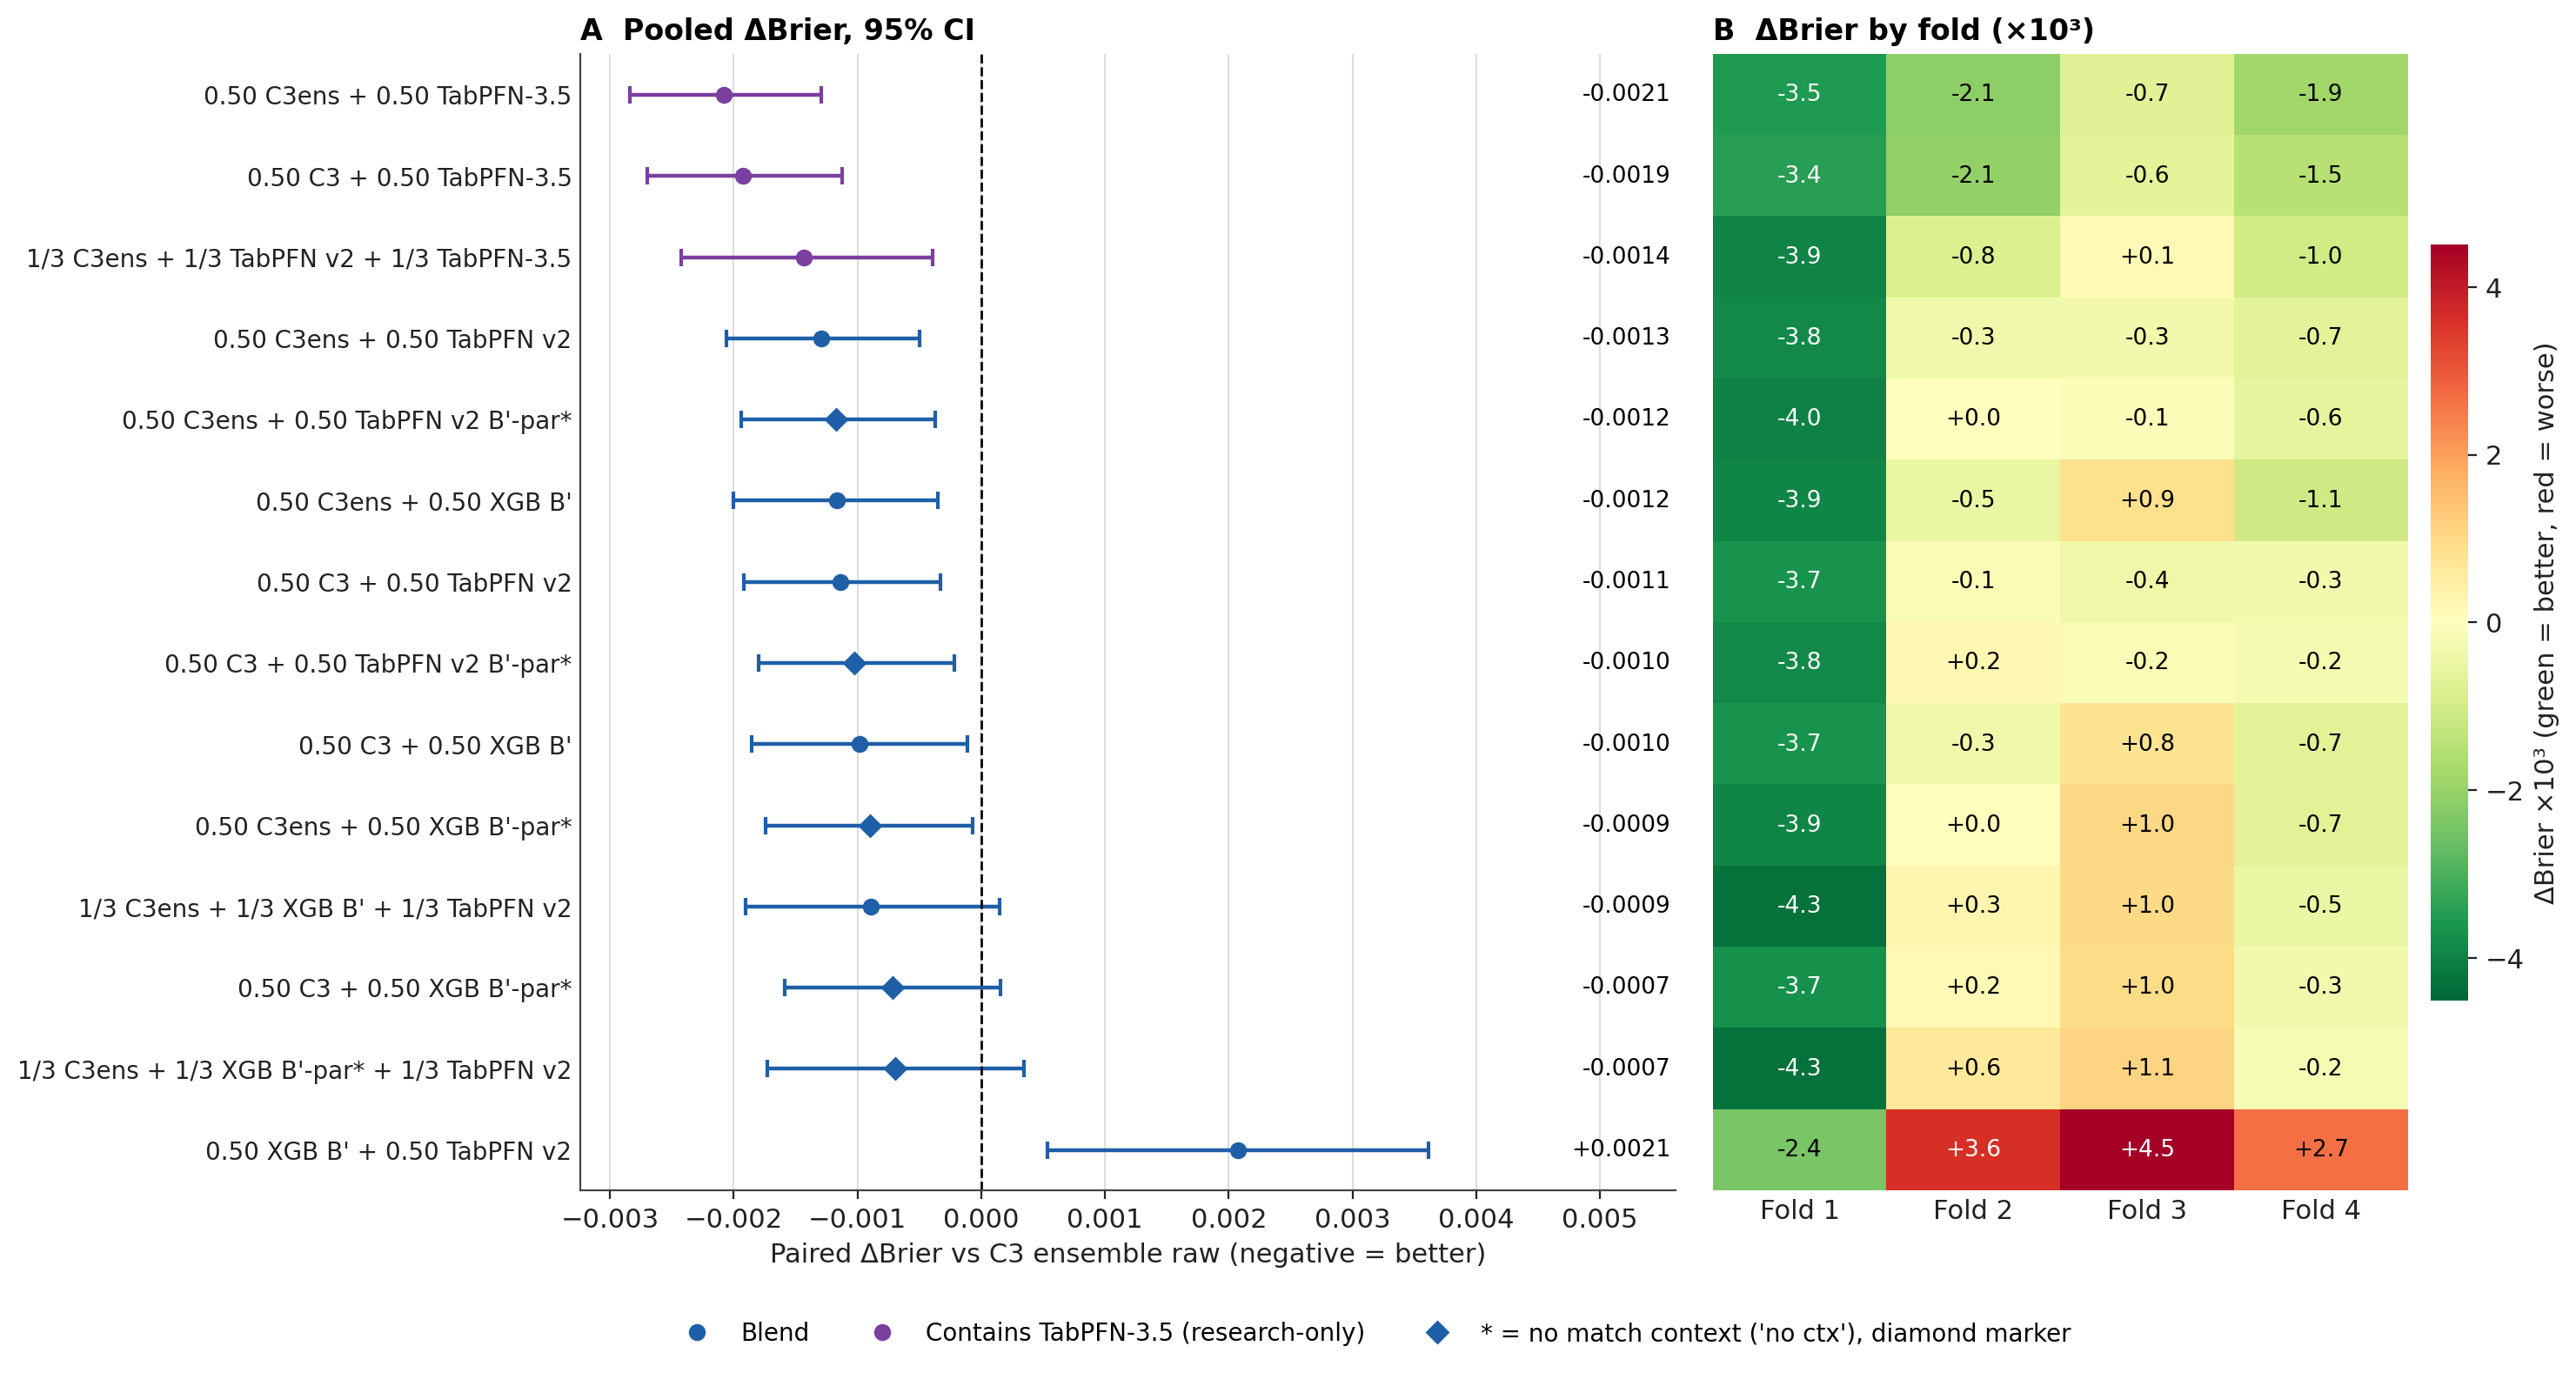 A  Pooled ΔBrier, 95% CI
B  ΔBrier by fold (×10³)
0.50 C3ens + 0.50 TabPFN-3.5 -0.0021 -3.5 -2.1 -0.7 -1.9
0.50 C3 + 0.50 TabPFN-3.5 -0.0019 -3.4 -2.1 -0.6 -1.5
1/3 C3ens + 1/3 TabPFN v2 + 1/3 TabPFN-3.5 -0.0014 -3.9 -0.8 +0.1 -1.0
0.50 C3ens + 0.50 TabPFN v2 -0.0013 -3.8 -0.3 -0.3 -0.7
0.50 C3ens + 0.50 TabPFN v2 B'-par* -0.0012 -4.0 +0.0 -0.1 -0.6
0.50 C3ens + 0.50 XGB B' -0.0012 -3.9 -0.5 +0.9 -1.1
0.50 C3 + 0.50 TabPFN v2 -0.0011 -3.7 -0.1 -0.4 -0.3
0.50 C3 + 0.50 TabPFN v2 B'-par* -0.0010 -3.8 +0.2 -0.2 -0.2
0.50 C3 + 0.50 XGB B' -0.0010 -3.7 -0.3 +0.8 -0.7
0.50 C3ens + 0.50 XGB B'-par* -0.0009 -3.9 +0.0 +1.0 -0.7
1/3 C3ens + 1/3 XGB B' + 1/3 TabPFN v2 -0.0009 -4.3 +0.3 +1.0 -0.5
0.50 C3 + 0.50 XGB B'-par* -0.0007 -3.7 +0.2 +1.0 -0.3
1/3 C3ens + 1/3 XGB B'-par* + 1/3 TabPFN v2 -0.0007 -4.3 +0.6 +1.1 -0.2
0.50 XGB B' + 0.50 TabPFN v2 +0.0021 -2.4 +3.6 +4.5 +2.7
−0.003 −0.002 −0.001 0.000 0.001 0.002 0.003 0.004 0.005
Paired ΔBrier vs C3 ensemble raw (negative = better)
Fold 1 Fold 2 Fold 3 Fold 4
4
2
0
−2
−4
ΔBrier ×10³ (green = better, red = worse)
Blend
Contains TabPFN-3.5 (research-only)
* = no match context ('no ctx'), diamond marker